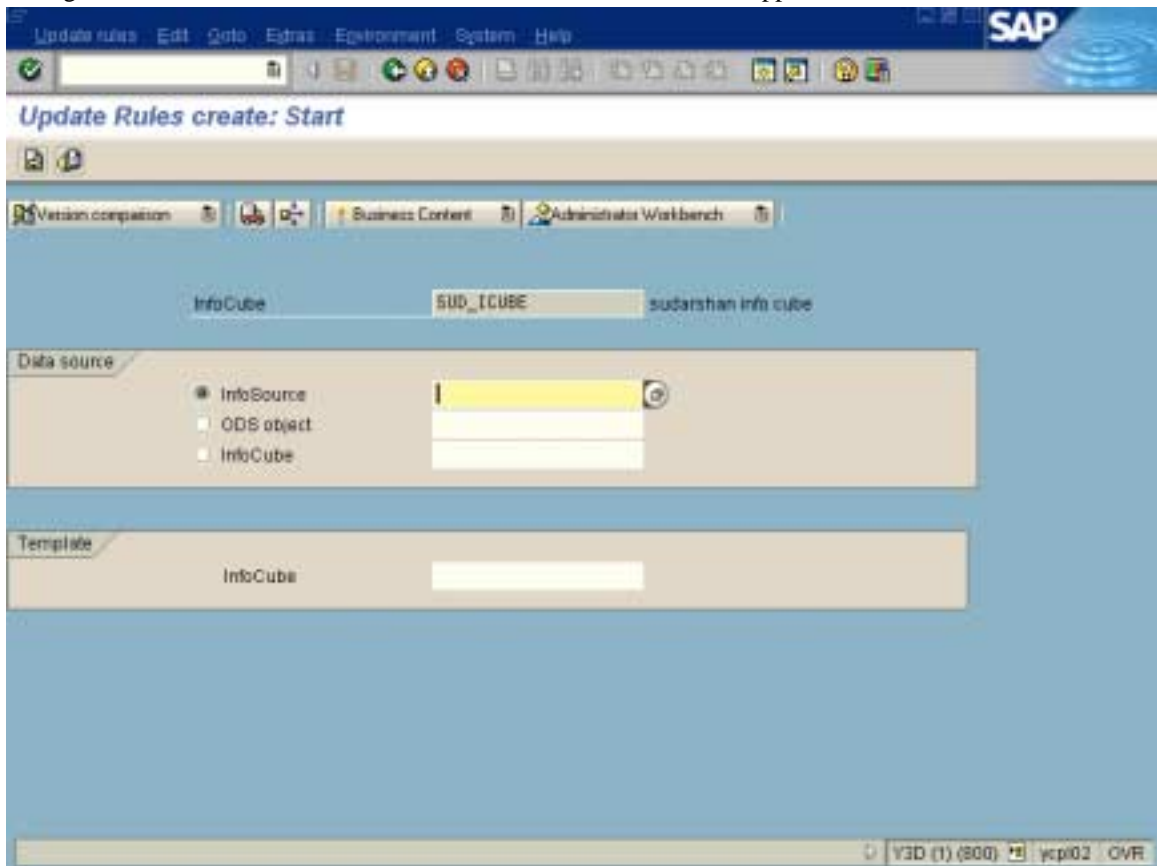 Update rules Edit Goto Extras Environment System Help
SAP
Update Rules create: Start
Version comparison Business Content Administrator Workbench
InfoCube SUD_ICUBE sudarshan info cube
Data source
InfoSource
ODS object
InfoCube
Template
InfoCube
Y3D (1) (800) ycpl02 OVR